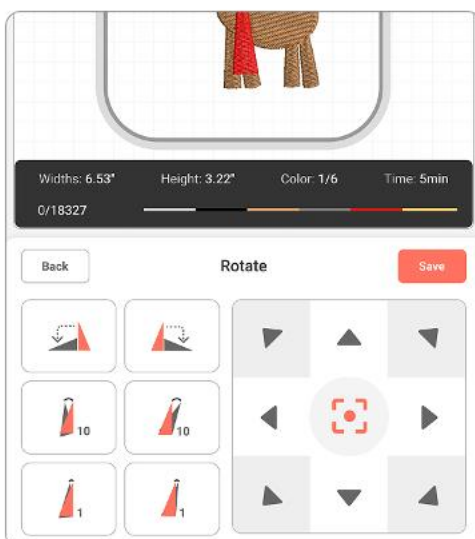 Widths: 6.53" Height: 3.22" Color: 1/6 Time: 5min
0/18327
Back Rotate Save
10 10
1 1